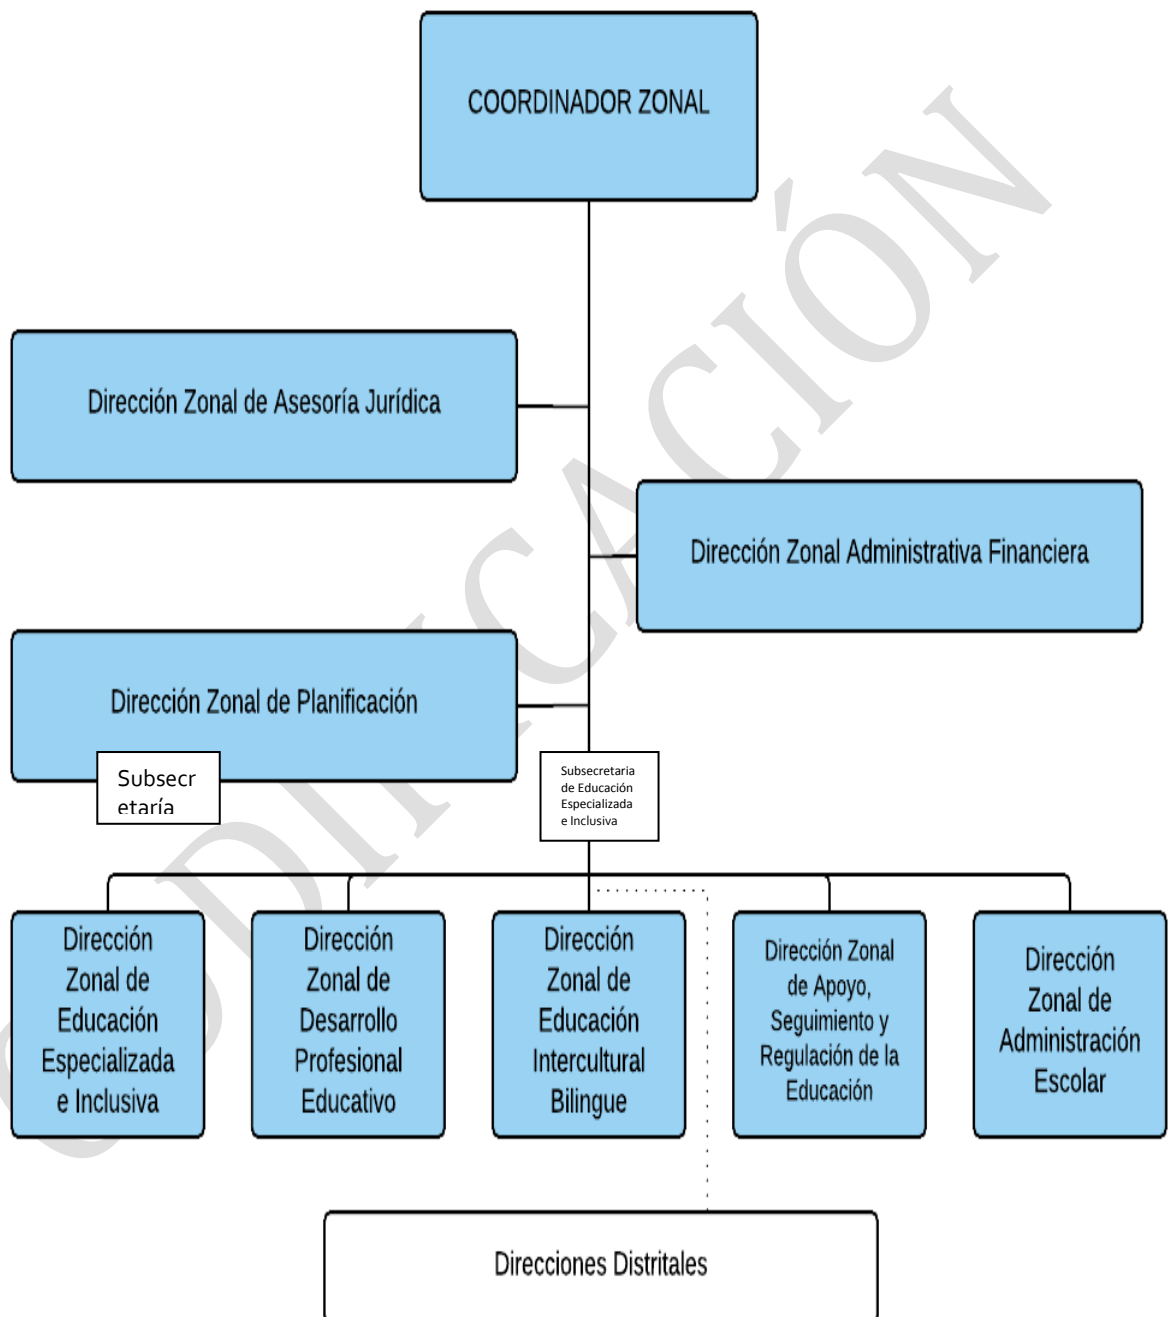 COORDINADOR ZONAL
Dirección Zonal de Asesoría Jurídica
Dirección Zonal Administrativa Financiera
Dirección Zonal de Planificación
Subsecr
etaría
Subsecretaria
de Educación
Especializada
e Inclusiva
Dirección
Zonal de
Educación
Especializada
e Inclusiva
Dirección
Zonal de
Desarrollo
Profesional
Educativo
Dirección
Zonal de
Educación
Intercultural
Bilingue
Dirección Zonal
de Apoyo,
Seguimiento y
Regulación de la
Educación
Dirección
Zonal de
Administración
Escolar
Direcciones Distritales